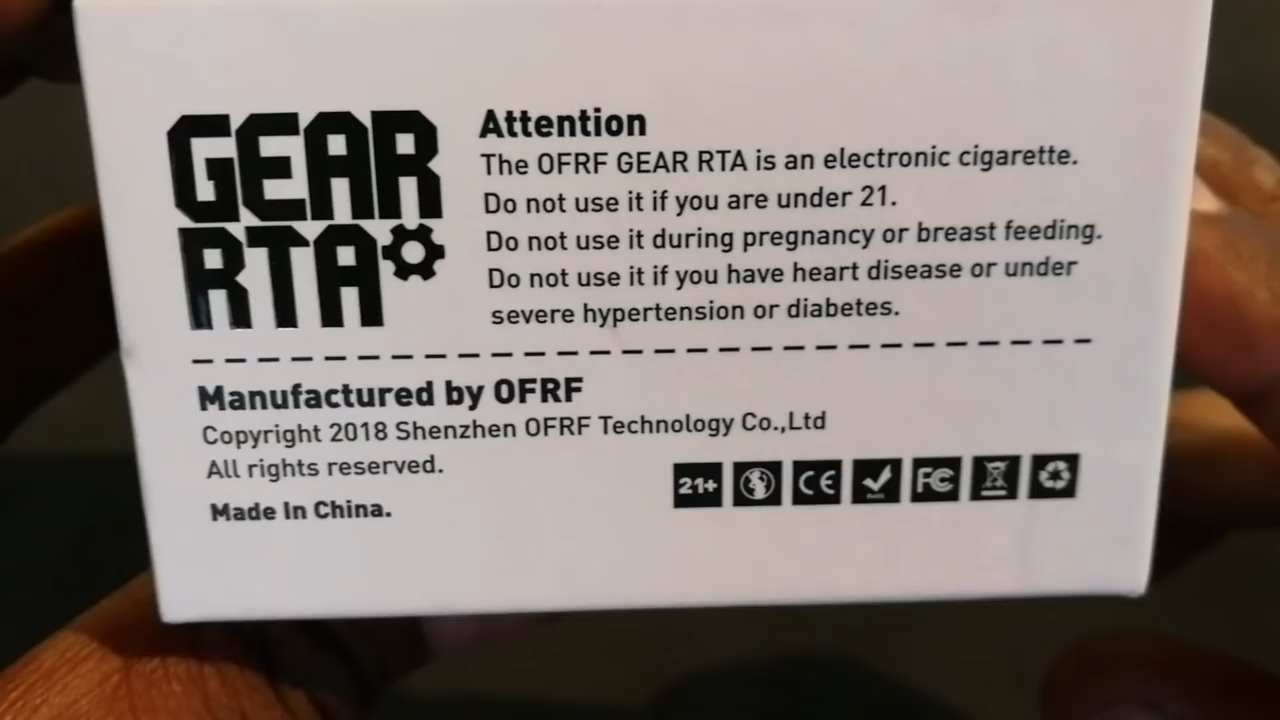 GEAR
RTA
Attention
The OFRF GEAR RTA is an electronic cigarette.
Do not use it if you are under 21.
Do not use it during pregnancy or breast feeding.
Do not use it if you have heart disease or under
severe hypertension or diabetes.
Manufactured by OFRF
Copyright 2018 Shenzhen OFRF Technology Co.,Ltd
All rights reserved.
Made In China.
21+ CE FC